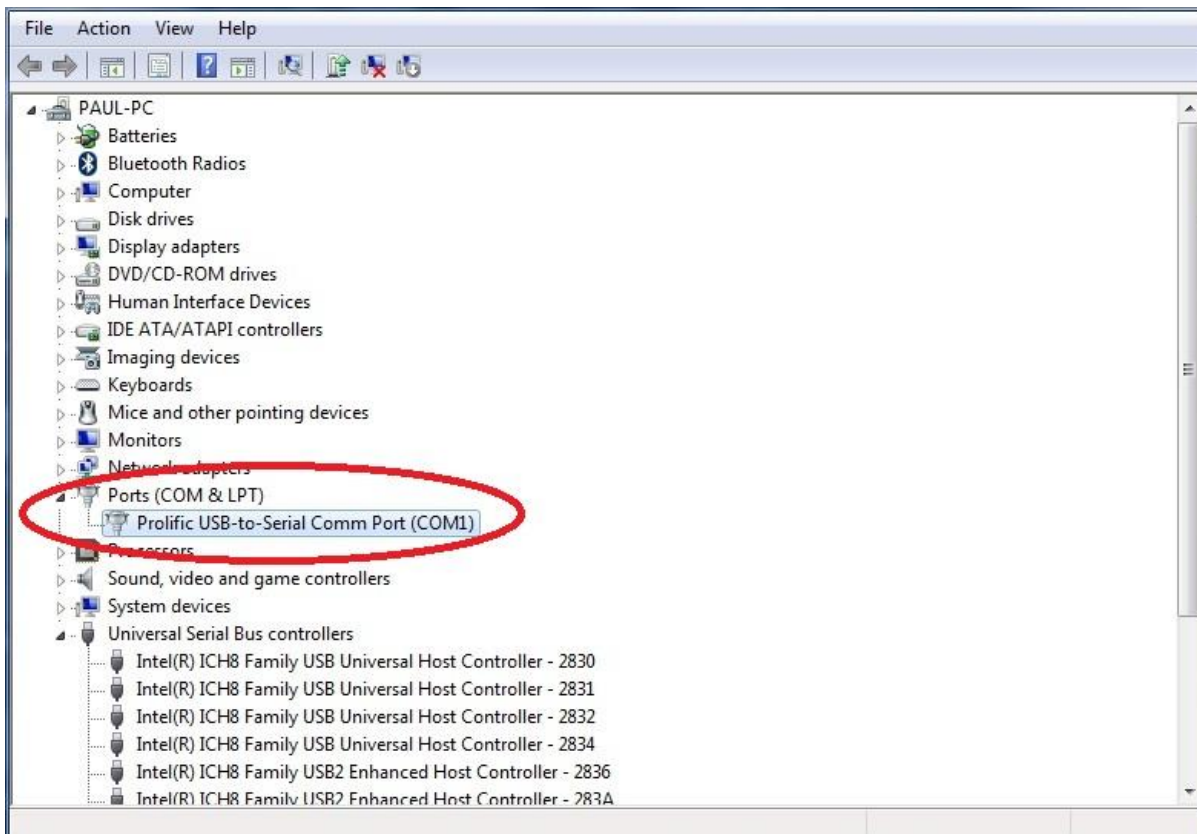 File Action View Help
PAUL-PC
Batteries
Bluetooth Radios
Computer
Disk drives
Display adapters
DVD/CD-ROM drives
Human Interface Devices
IDE ATA/ATAPI controllers
Imaging devices
Keyboards
Mice and other pointing devices
Monitors
Network adapters
Ports (COM & LPT)
Prolific USB-to-Serial Comm Port (COM1)
Processors
Sound, video and game controllers
System devices
Universal Serial Bus controllers
Intel(R) ICH8 Family USB Universal Host Controller - 2830
Intel(R) ICH8 Family USB Universal Host Controller - 2831
Intel(R) ICH8 Family USB Universal Host Controller - 2832
Intel(R) ICH8 Family USB Universal Host Controller - 2834
Intel(R) ICH8 Family USB2 Enhanced Host Controller - 2836
Intel(R) ICH8 Family USB2 Enhanced Host Controller - 283A